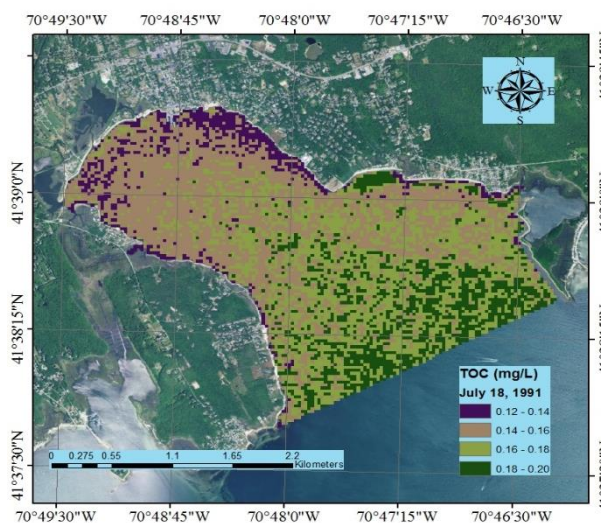 70°49'30"W 70°48'45"W 70°48'0"W 70°47'15"W 70°46'30"W
N
W E
S
41°39'0"N
41°38'15"N
41°37'30"N
TOC (mg/L)
July 18, 1991
0.12 - 0.14
0.14 - 0.16
0.16 - 0.18
0.18 - 0.20
0 0.275 0.55 1.1 1.65 2.2
Kilometers
70°49'30"W 70°48'45"W 70°48'0"W 70°47'15"W 70°46'30"W